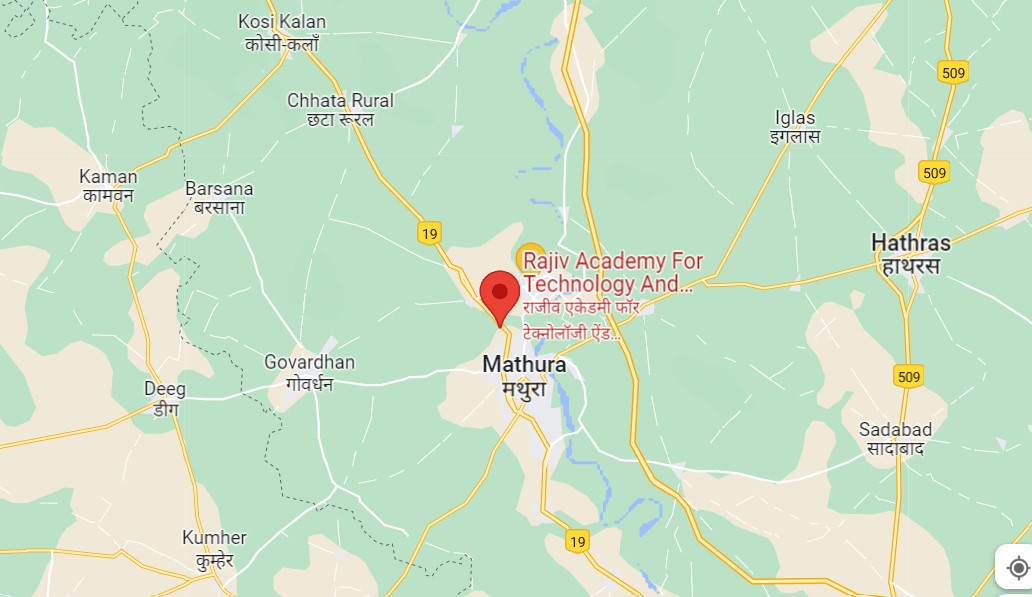 Kosi Kalan
कोसी-कलाँ
509
Chhata Rural
छटा रूरल
Iglas
इगलास
Kaman
कामवन
509
Barsana
बरसाना
19
Hathras
हाथरस
Rajiv Academy For
Technology And...
राजीव एकेडमी फॉर
टेक्नोलॉजी ऐंड...
Govardhan
गोवर्धन
Mathura
मथुरा
Deeg
डीग
509
Sadabad
सादाबाद
Kumher
कुम्हेर
19